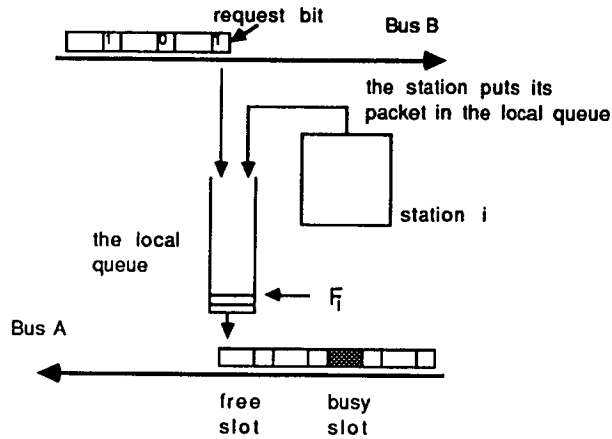 request bit
Bus B
1 0 1
the station puts its
packet in the local queue
station i
the local
queue
Fi
Bus A
free
slot
busy
slot